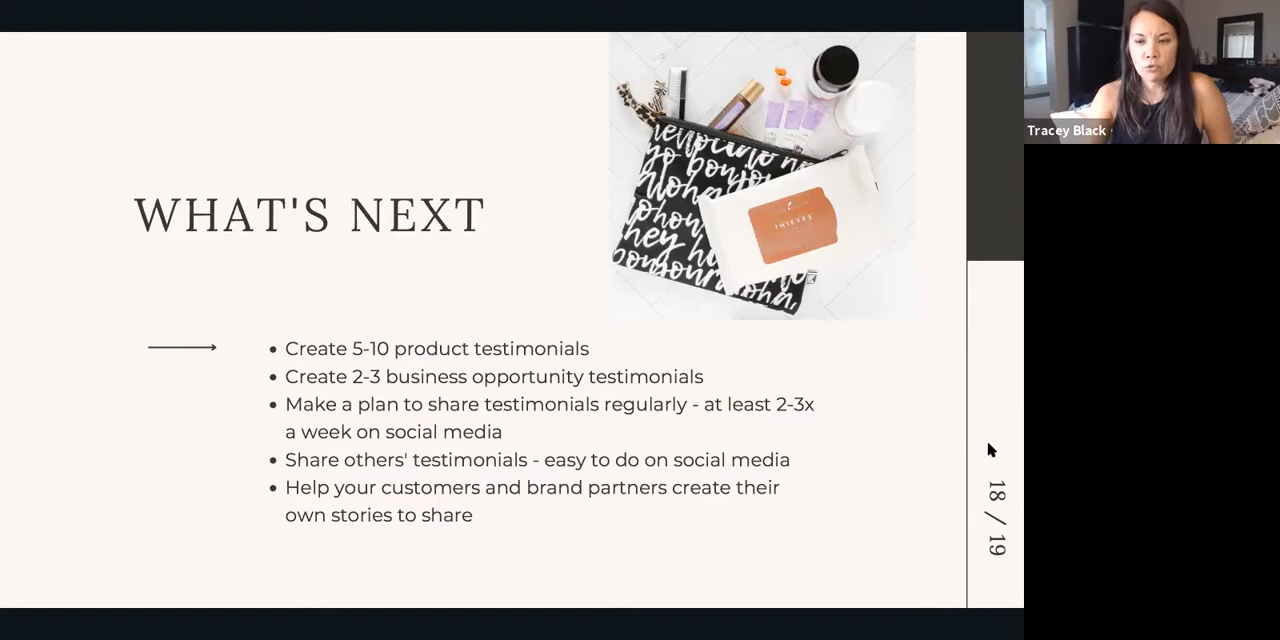 WHAT'S NEXT
THIEVES
Create 5-10 product testimonials
Create 2-3 business opportunity testimonials
Make a plan to share testimonials regularly - at least 2-3x
a week on social media
Share others' testimonials - easy to do on social media
Help your customers and brand partners create their
own stories to share
18 / 19
Tracey Black